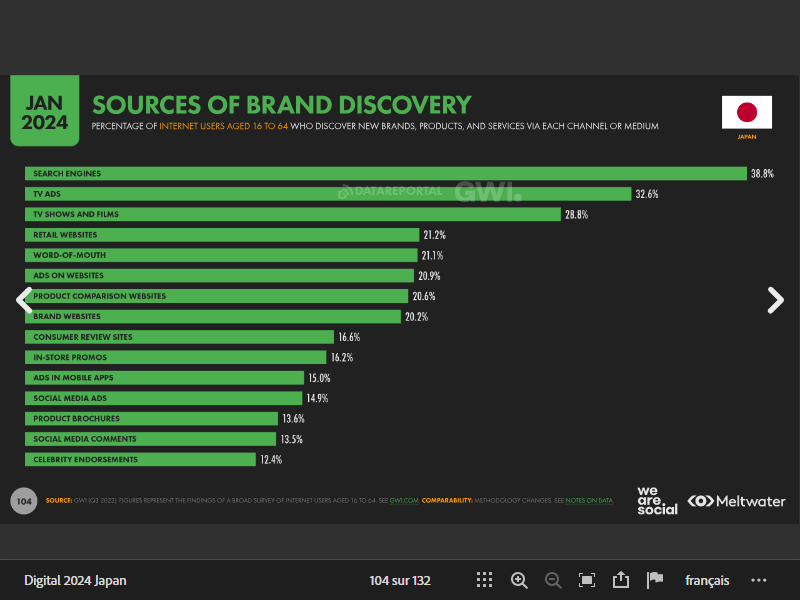 JAN
2024
SOURCES OF BRAND DISCOVERY
PERCENTAGE OF INTERNET USERS AGED 16 TO 64 WHO DISCOVER NEW BRANDS, PRODUCTS, AND SERVICES VIA EACH CHANNEL OR MEDIUM
JAPAN
SEARCH ENGINES 38.8%
DATAREPORTAL GWI.
TV ADS 32.6%
TV SHOWS AND FILMS 28.8%
RETAIL WEBSITES 21.2%
WORD-OF-MOUTH 21.1%
ADS ON WEBSITES 20.9%
PRODUCT COMPARISON WEBSITES 20.6%
BRAND WEBSITES 20.2%
CONSUMER REVIEW SITES 16.6%
IN-STORE PROMOS 16.2%
ADS IN MOBILE APPS 15.0%
SOCIAL MEDIA ADS 14.9%
PRODUCT BROCHURES 13.6%
SOCIAL MEDIA COMMENTS 13.5%
CELEBRITY ENDORSEMENTS 12.4%
104
SOURCE: GWI (Q3 2023). FIGURES REPRESENT THE FINDINGS OF A BROAD SURVEY OF INTERNET USERS AGED 16 TO 64. SEE GWI.COM. COMPARABILITY: METHODOLOGY CHANGES. SEE NOTES ON DATA.
we
are
social
Meltwater
Digital 2024 Japan
104 sur 132
français